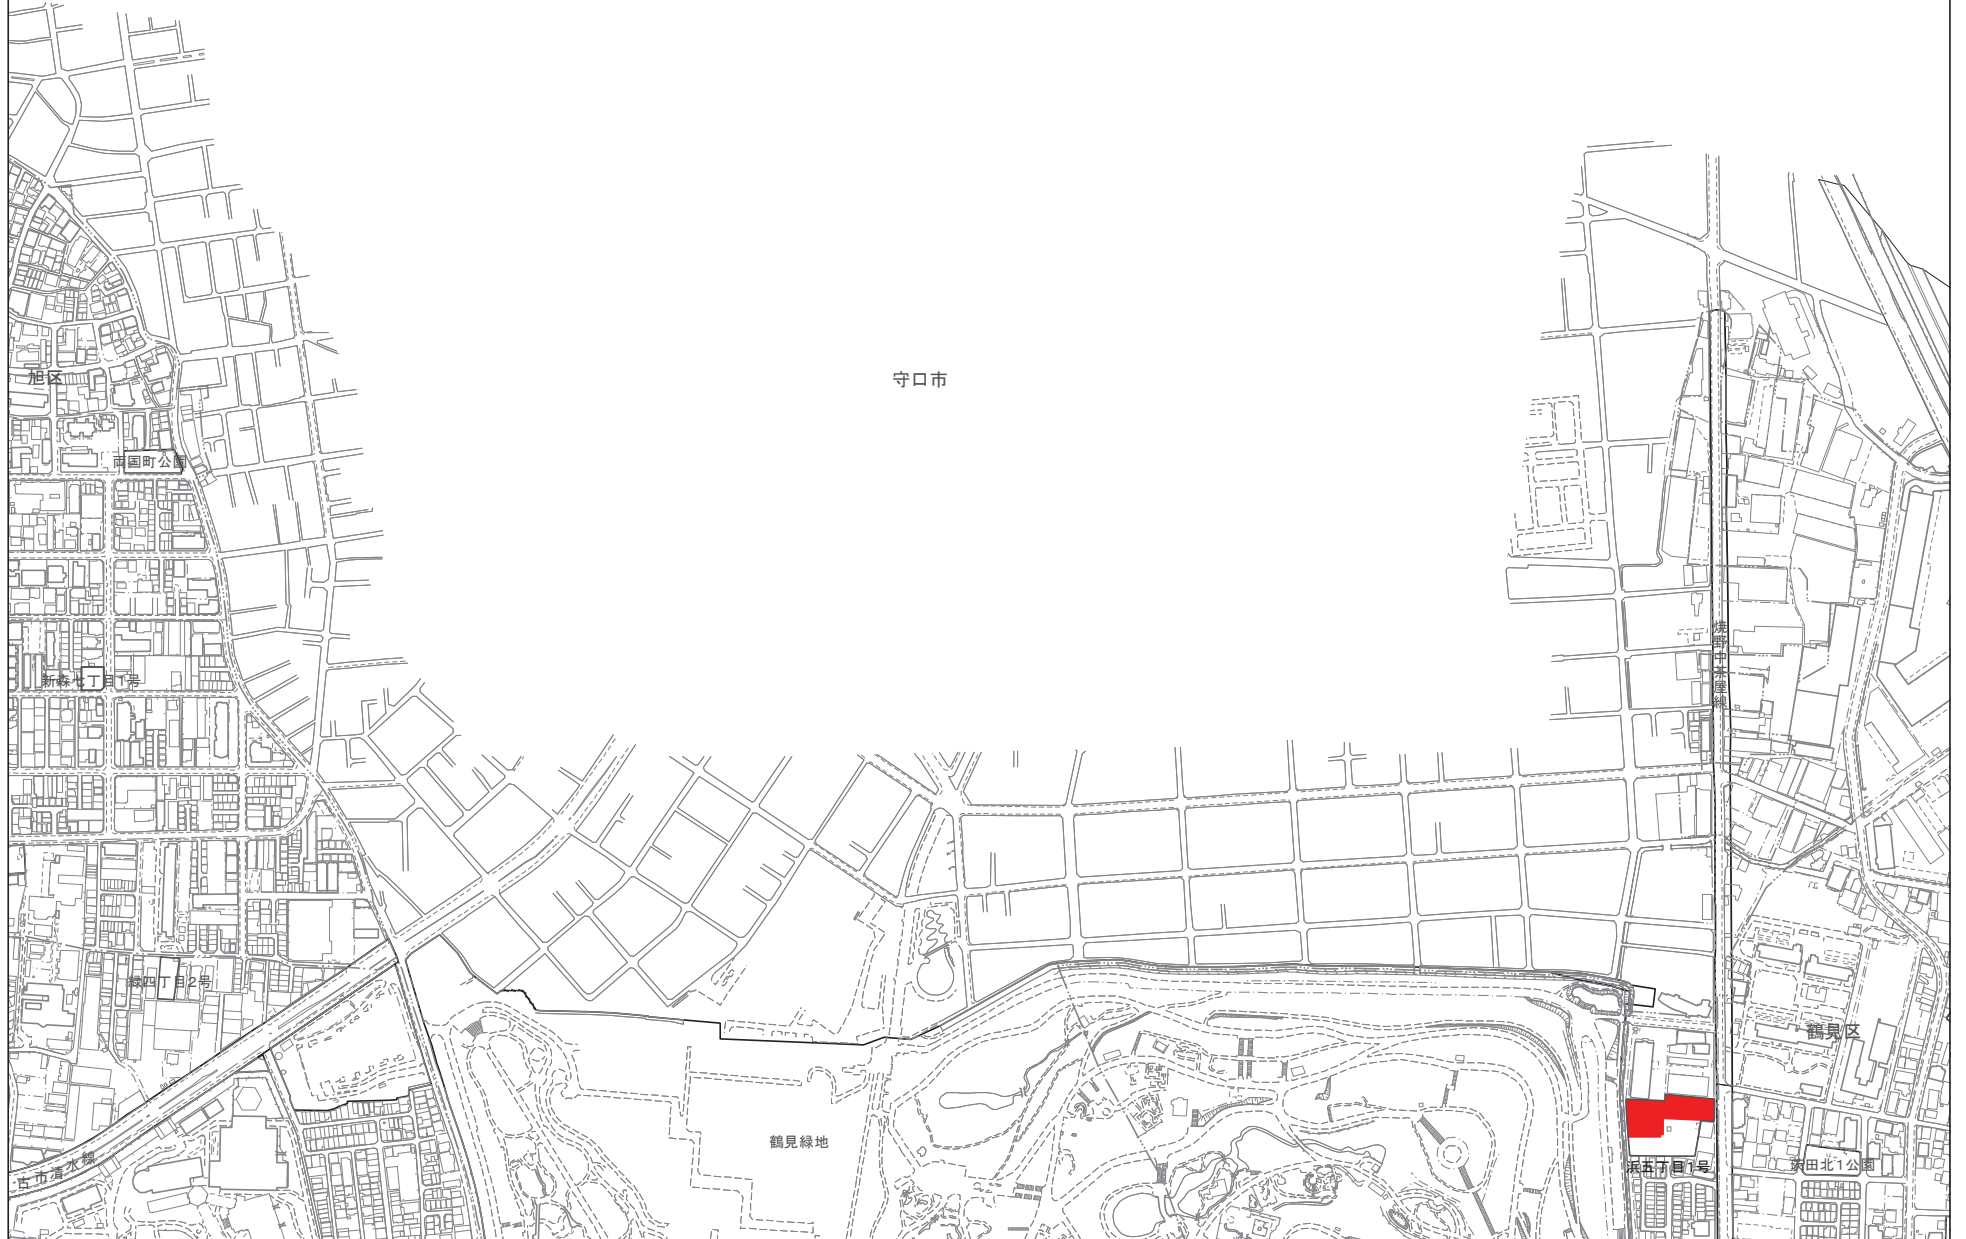 旭区
守口市
両国町公園
焼野中茶屋線
新森七丁目1号
緑四丁目2号
鶴見区
鶴見緑地
古市清水線
浜五丁目1号
茨田北1公園